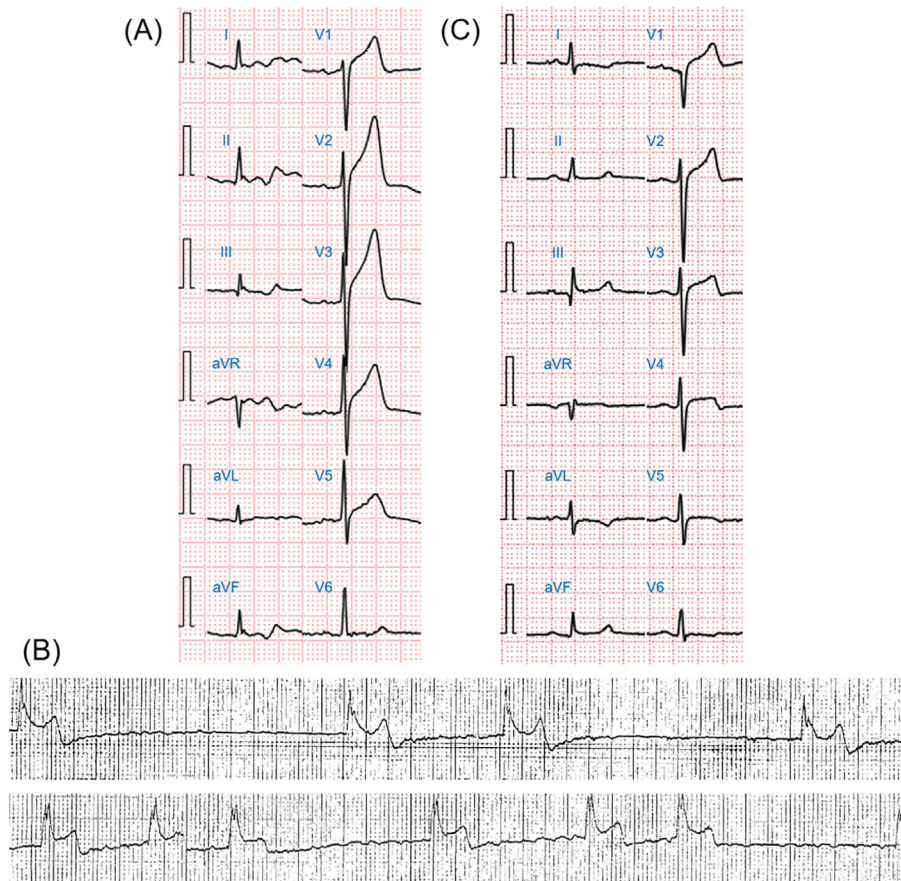 (A) (C)
I V1 I V1
II V2 II V2
III V3 III V3
aVR V4 aVR V4
aVL V5 aVL V5
aVF V6 aVF V6
(B)